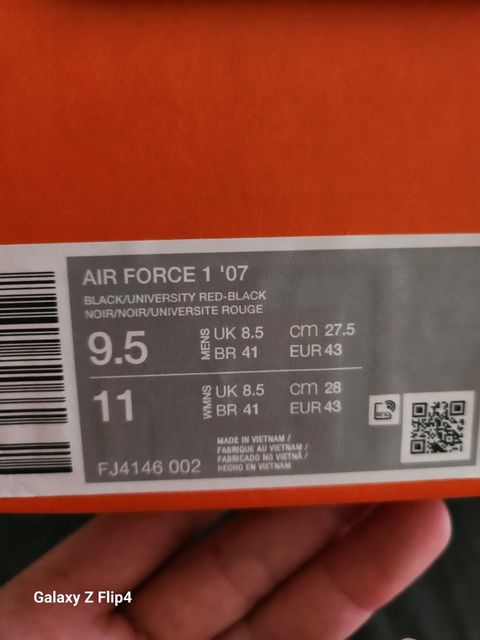 AIR FORCE 1 '07
BLACK/UNIVERSITY RED-BLACK
NOIR/NOIR/UNIVERSITE ROUGE
9.5 MENS UK 8.5 cm 27.5
BR 41 EUR 43
11 WMNS UK 8.5 cm 28
BR 41 EUR 43
RFID
MADE IN VIETNAM /
FABRIQUE AU VIETNAM /
FABRICADO NO VIETNÃ /
HECHO EN VIETNAM
FJ4146 002
Galaxy Z Flip4